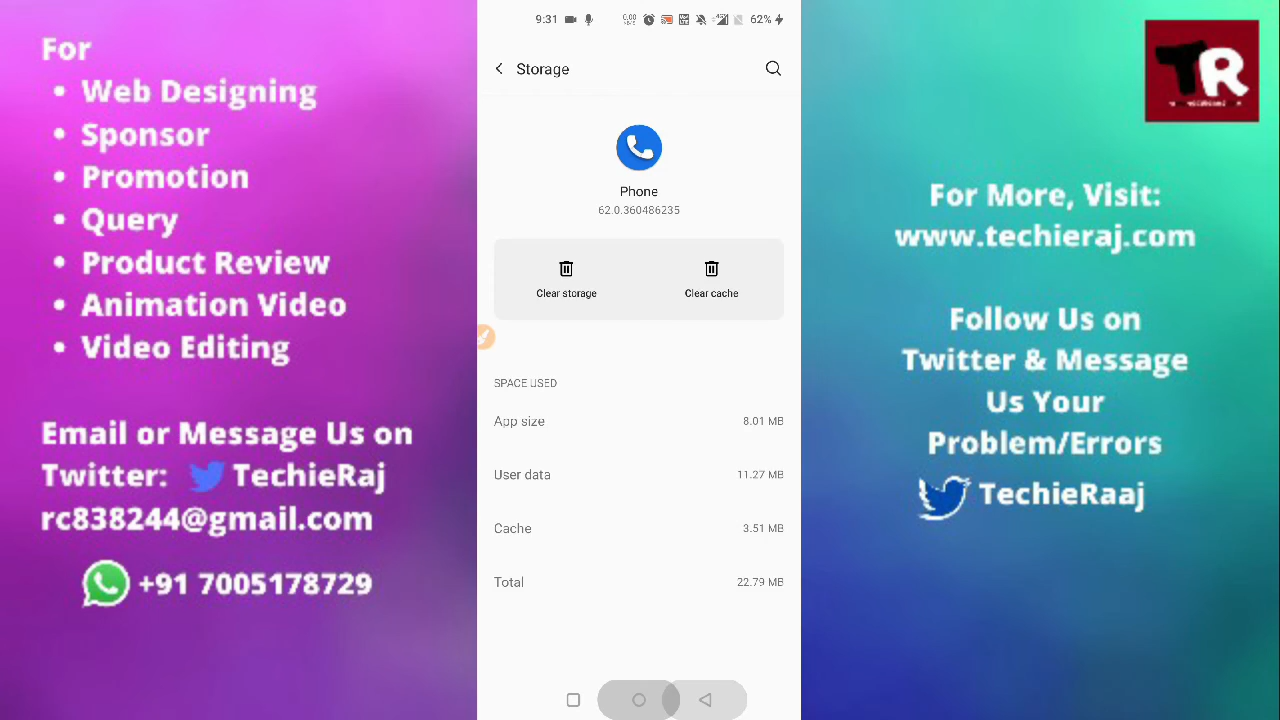 For
• Web Designing
• Sponsor
• Promotion
• Query
• Product Review
• Animation Video
• Video Editing
Email or Message Us on
Twitter: TechieRaj
rc838244@gmail.com
+91 7005178729
9:31
62%
Storage
Phone
62.0.360486235
Clear storage
Clear cache
SPACE USED
App size 8.01 MB
User data 11.27 MB
Cache 3.51 MB
Total 22.79 MB
TR
For More, Visit:
www.techieraj.com
Follow Us on
Twitter & Message
Us Your
Problem/Errors
TechieRaaj